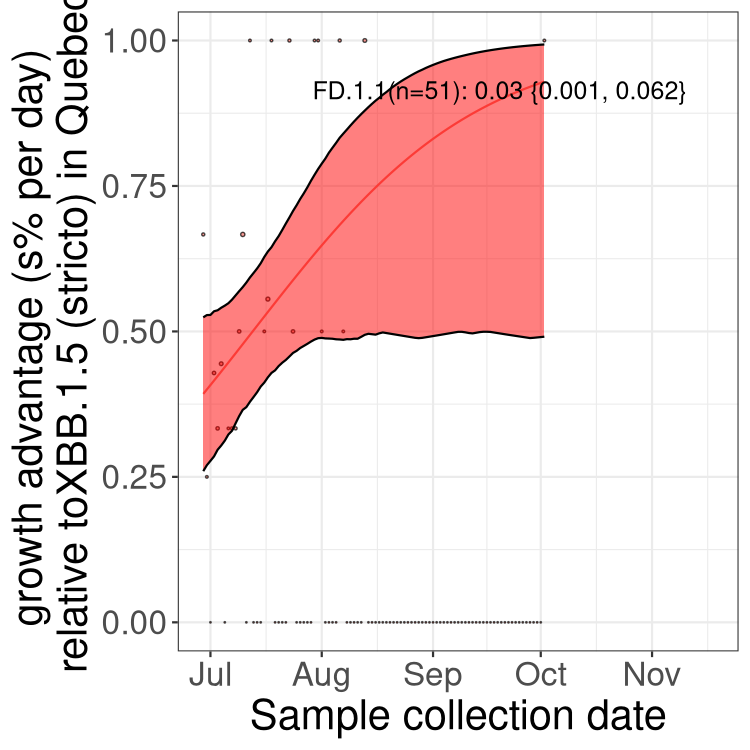 growth advantage (s% per day)
relative toXBB.1.5 (stricto) in Quebec
1.00
0.75
0.50
0.25
0.00
FD.1.1(n=51): 0.03 {0.001, 0.062}
Jul Aug Sep Oct Nov
Sample collection date